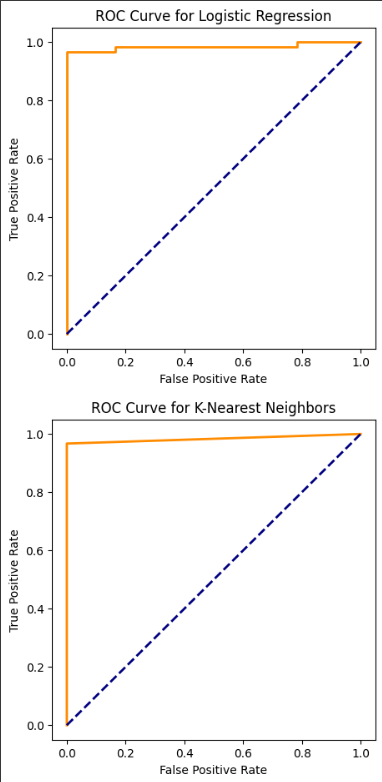 ROC Curve for Logistic Regression
1.0
0.8
0.6
0.4
0.2
0.0
True Positive Rate
0.0 0.2 0.4 0.6 0.8 1.0
False Positive Rate
ROC Curve for K-Nearest Neighbors
1.0
0.8
0.6
0.4
0.2
0.0
True Positive Rate
0.0 0.2 0.4 0.6 0.8 1.0
False Positive Rate